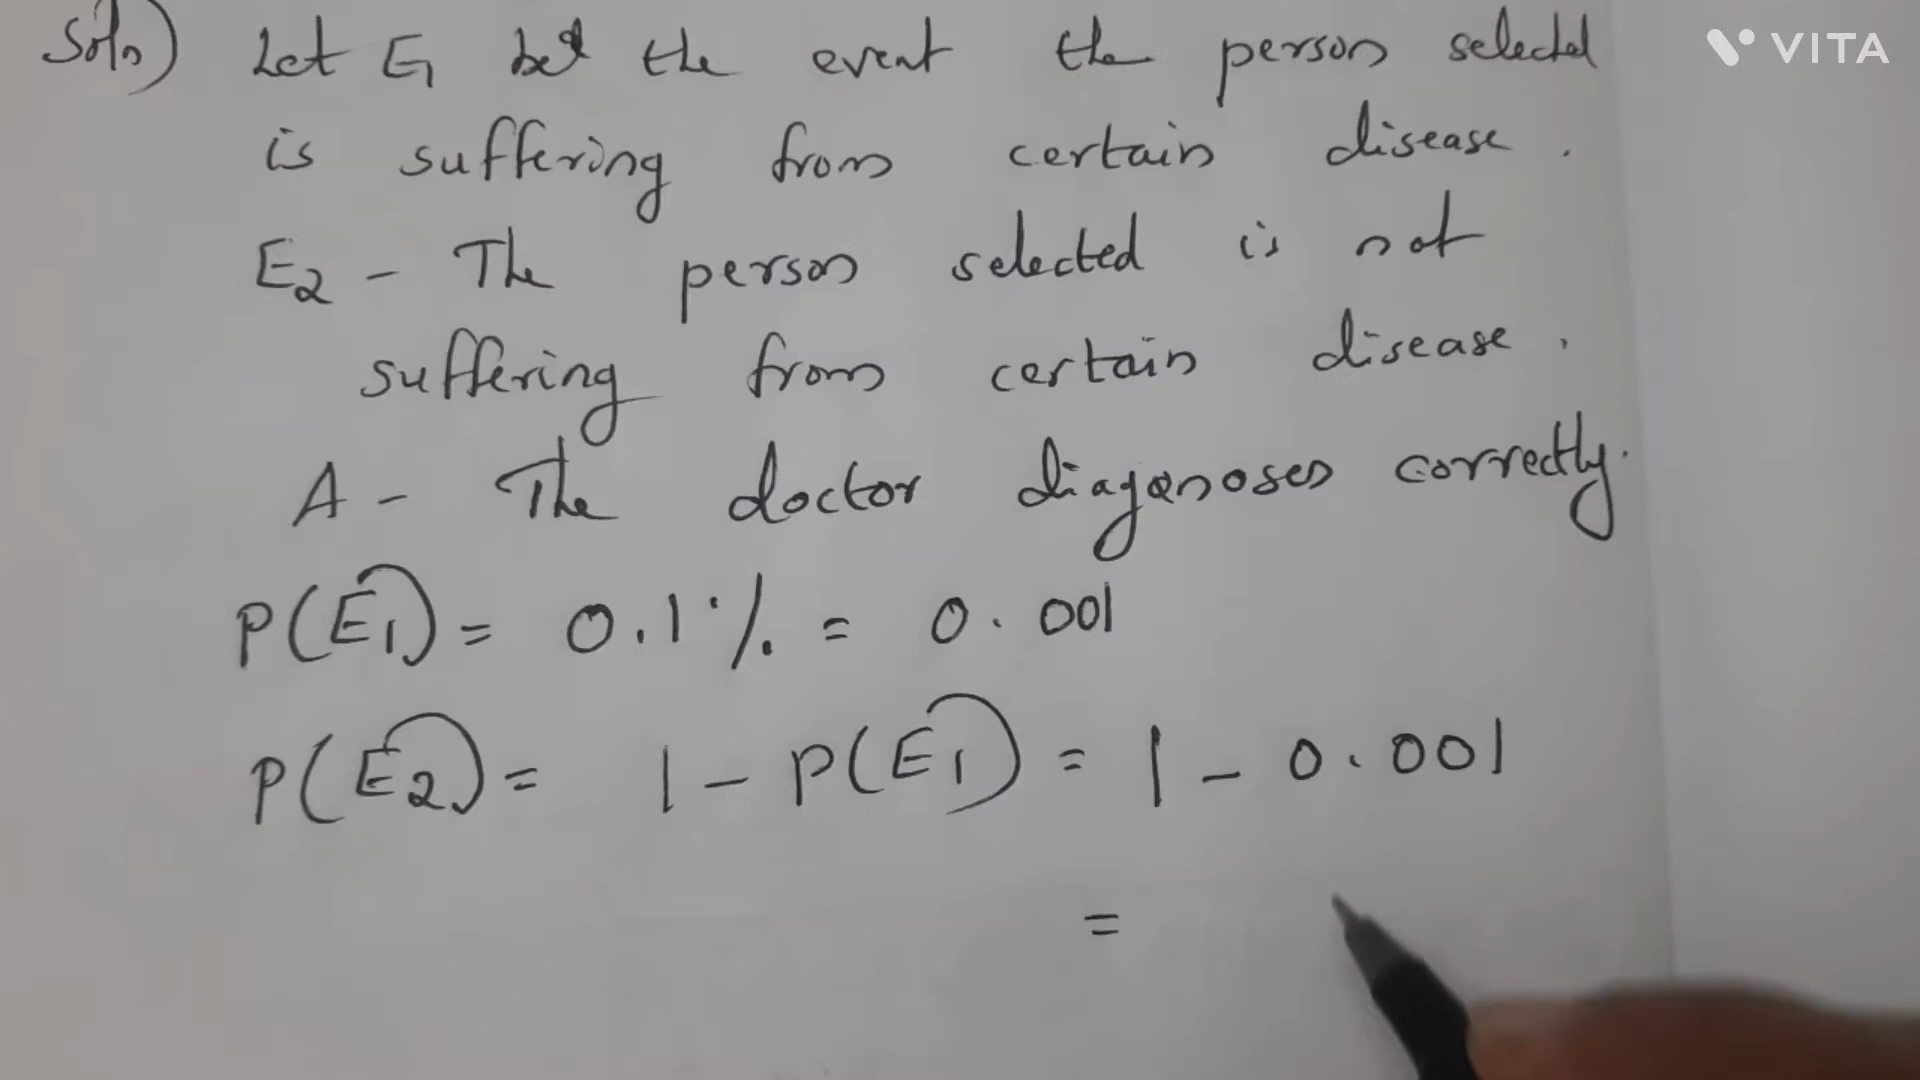 Soln) Let E1 be the event the person selected
VITA
is suffering from certain disease.
E2 - The person selected is not
suffering from certain disease.
A - The doctor diagonoses correctly.
P(E1) = 0.1% = 0.001
P(E2) = 1 - P(E1) = 1 - 0.001
=